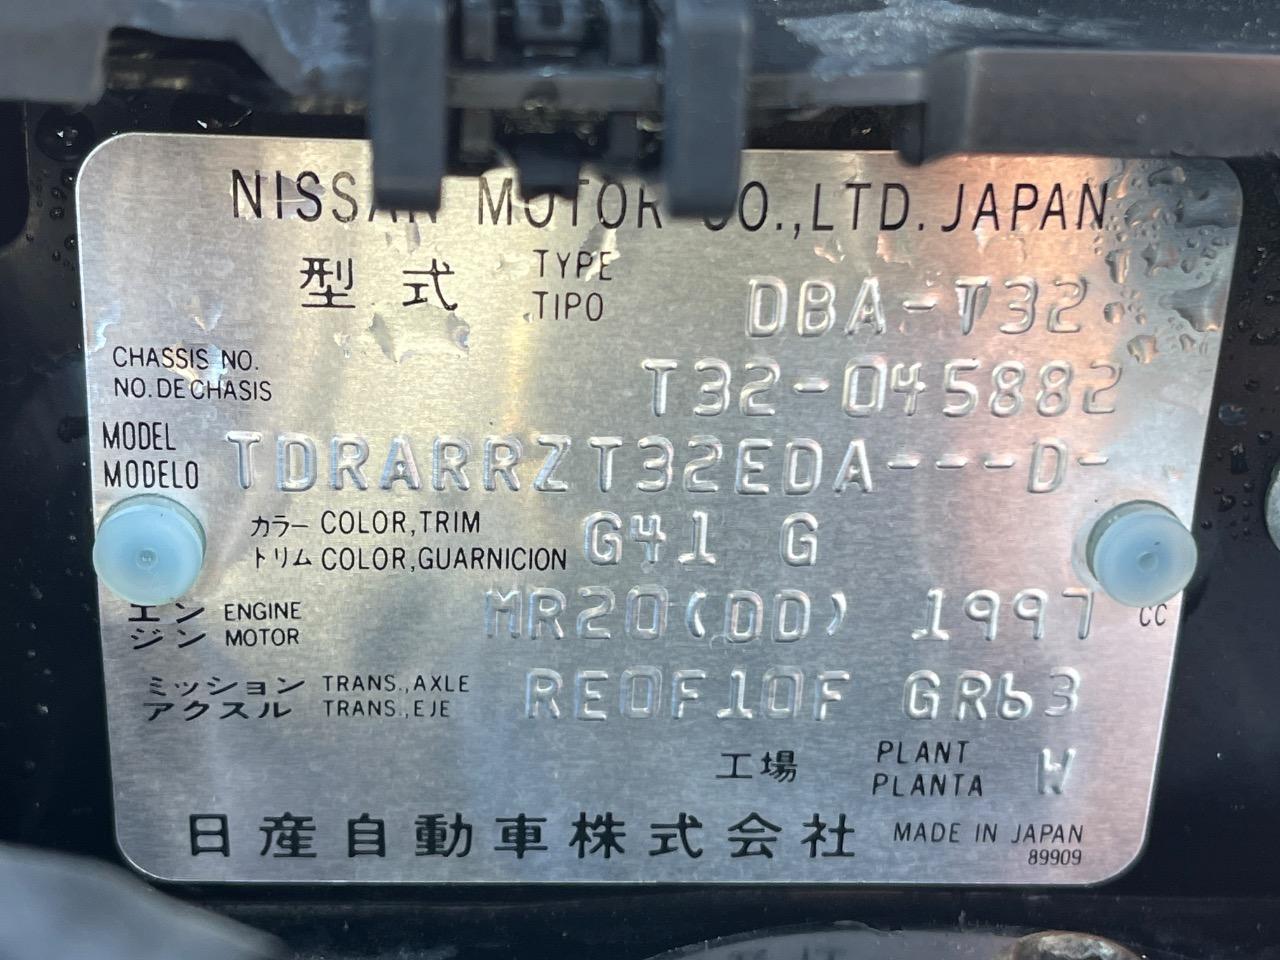 NISSAN MOTOR CO.,LTD. JAPAN
型式 TYPE TIPO DBA-T32
CHASSIS NO.
NO. DE CHASIS T32-045882
MODEL
MODELO TDRARRZT32EDA---D-
カラー COLOR,TRIM
トリム COLOR,GUARNICION G41 G
エン ENGINE
ジン MOTOR MR20(DD) 1997 CC
ミッション TRANS.,AXLE
アクスル TRANS.,EJE RE0F10F GR63
工場 PLANT PLANTA W
日産自動車株式会社 MADE IN JAPAN
89909